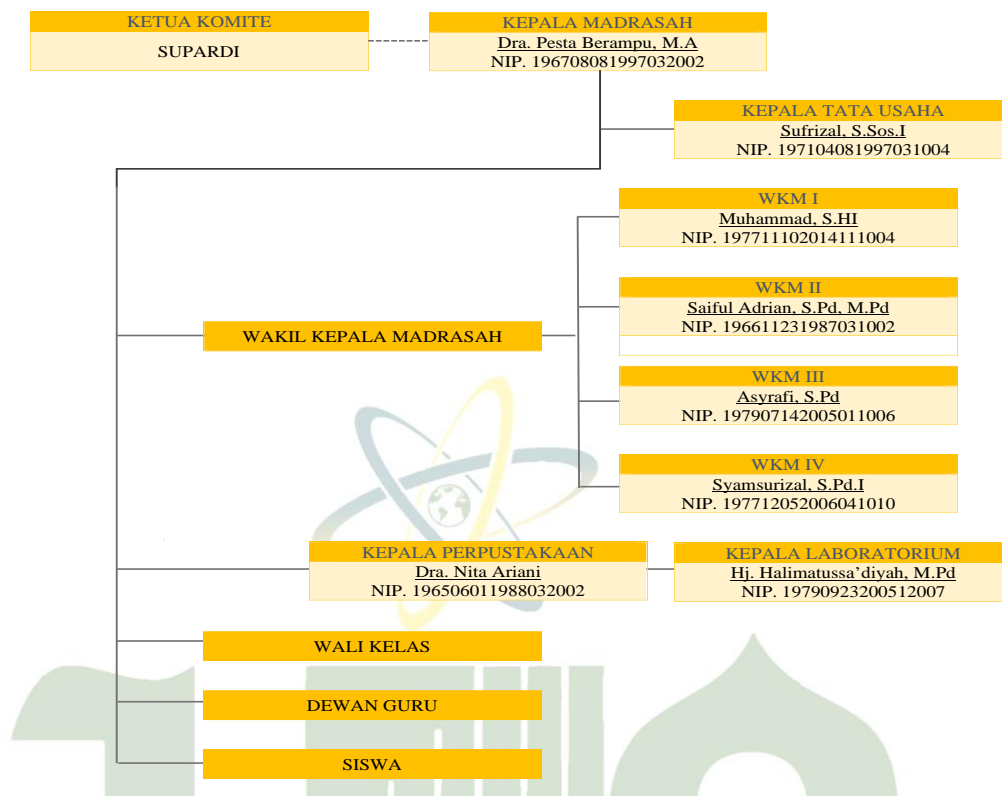 KETUA KOMITE
SUPARDI
KEPALA MADRASAH
Dra. Pesta Berampu, M.A
NIP. 196708081997032002
KEPALA TATA USAHA
Sufrizal, S.Sos.I
NIP. 197104081997031004
WKM I
Muhammad, S.HI
NIP. 197711102014111004
WKM II
Saiful Adrian, S.Pd, M.Pd
NIP. 196611231987031002
WAKIL KEPALA MADRASAH
WKM III
Asyrafi, S.Pd
NIP. 197907142005011006
WKM IV
Syamsurizal, S.Pd.I
NIP. 197712052006041010
KEPALA PERPUSTAKAAN
Dra. Nita Ariani
NIP. 196506011988032002
KEPALA LABORATORIUM
Hj. Halimatussa’diyah, M.Pd
NIP. 19790923200512007
WALI KELAS
DEWAN GURU
SISWA